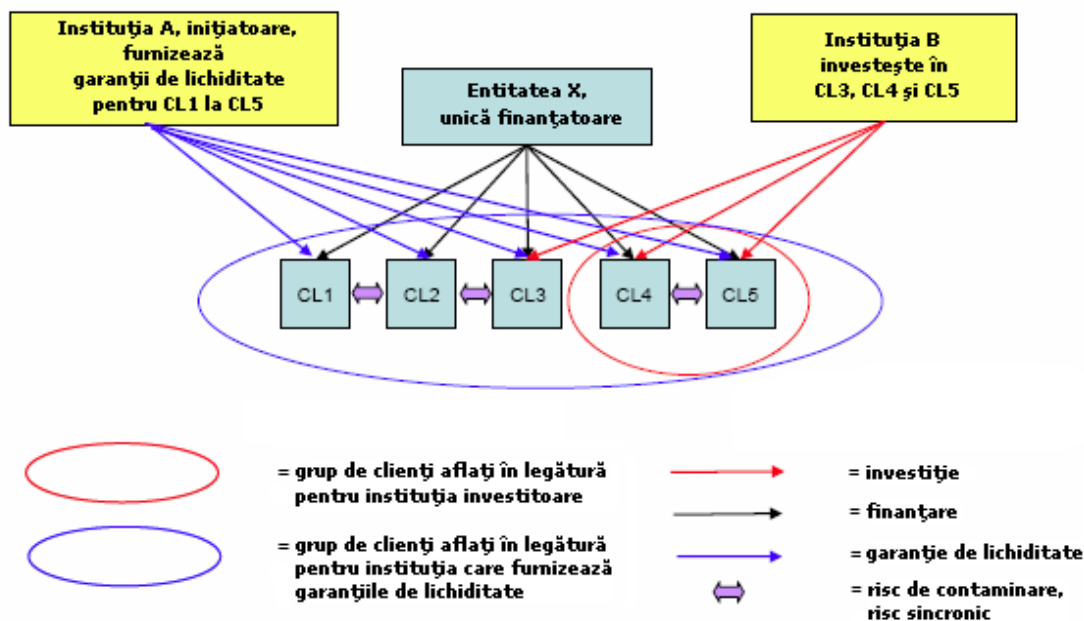 Instituţia A, iniţiatoare,
furnizează
garanţii de lichiditate
pentru CL1 la CL5
Entitatea X,
unică finanţatoare
Instituţia B
investeşte în
CL3, CL4 şi CL5
CL1
CL2
CL3
CL4
CL5
= grup de clienţi aflaţi în legătură
pentru instituţia investitoare
= grup de clienţi aflaţi în legătură
pentru instituţia care furnizează
garanţiile de lichiditate
= investiţie
= finanţare
= garanţie de lichiditate
= risc de contaminare,
risc sincronic